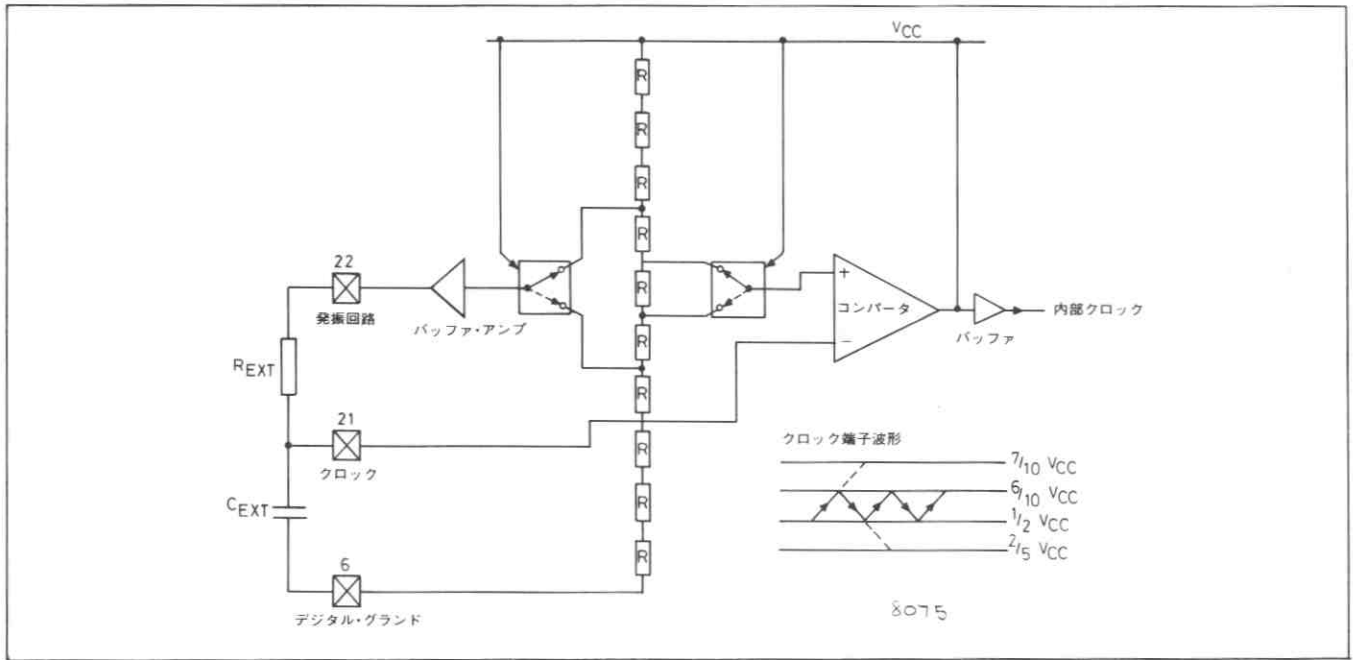 VCC
R
R
R
R
R
R
R
R
R
R
22
発振回路
バッファ・アンプ
+
コンパータ
−
バッファ
内部クロック
REXT
21
クロック
CEXT
6
デジタル・グランド
クロック端子波形
7/10 VCC
6/10 VCC
1/2 VCC
2/5 VCC
8075